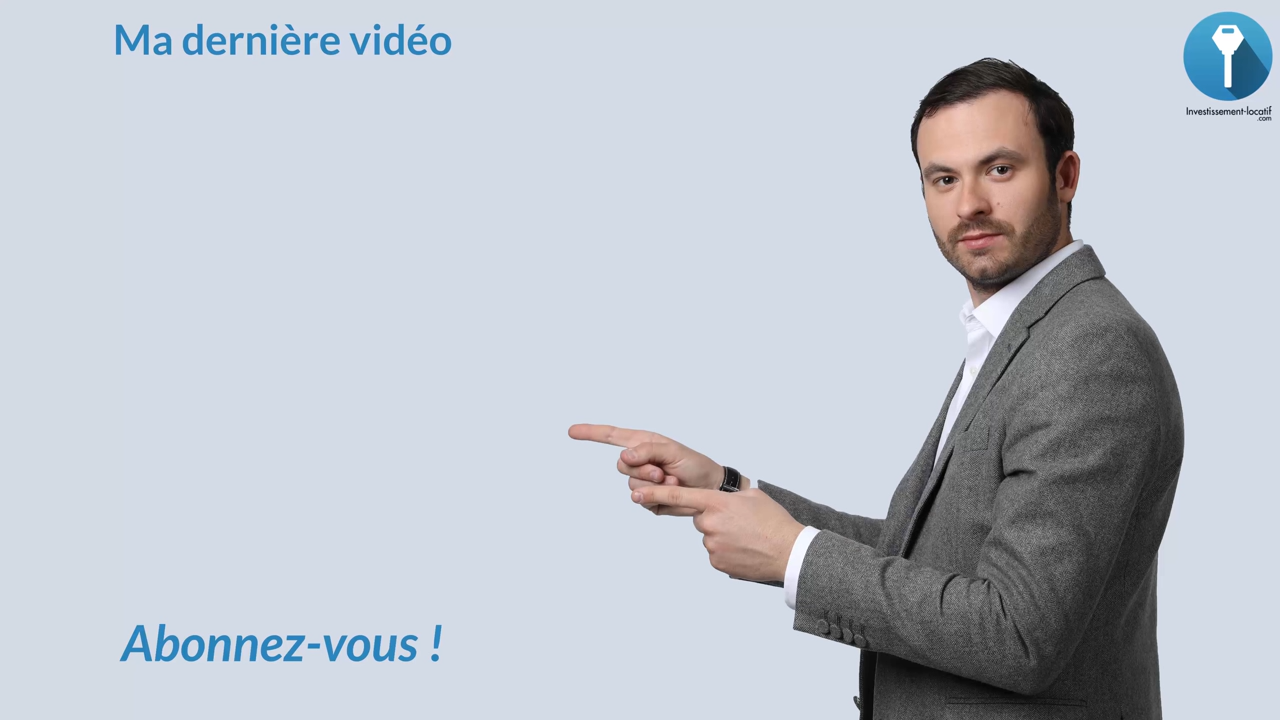 Ma dernière vidéo
Investissement-locatif
.com
Abonnez-vous !